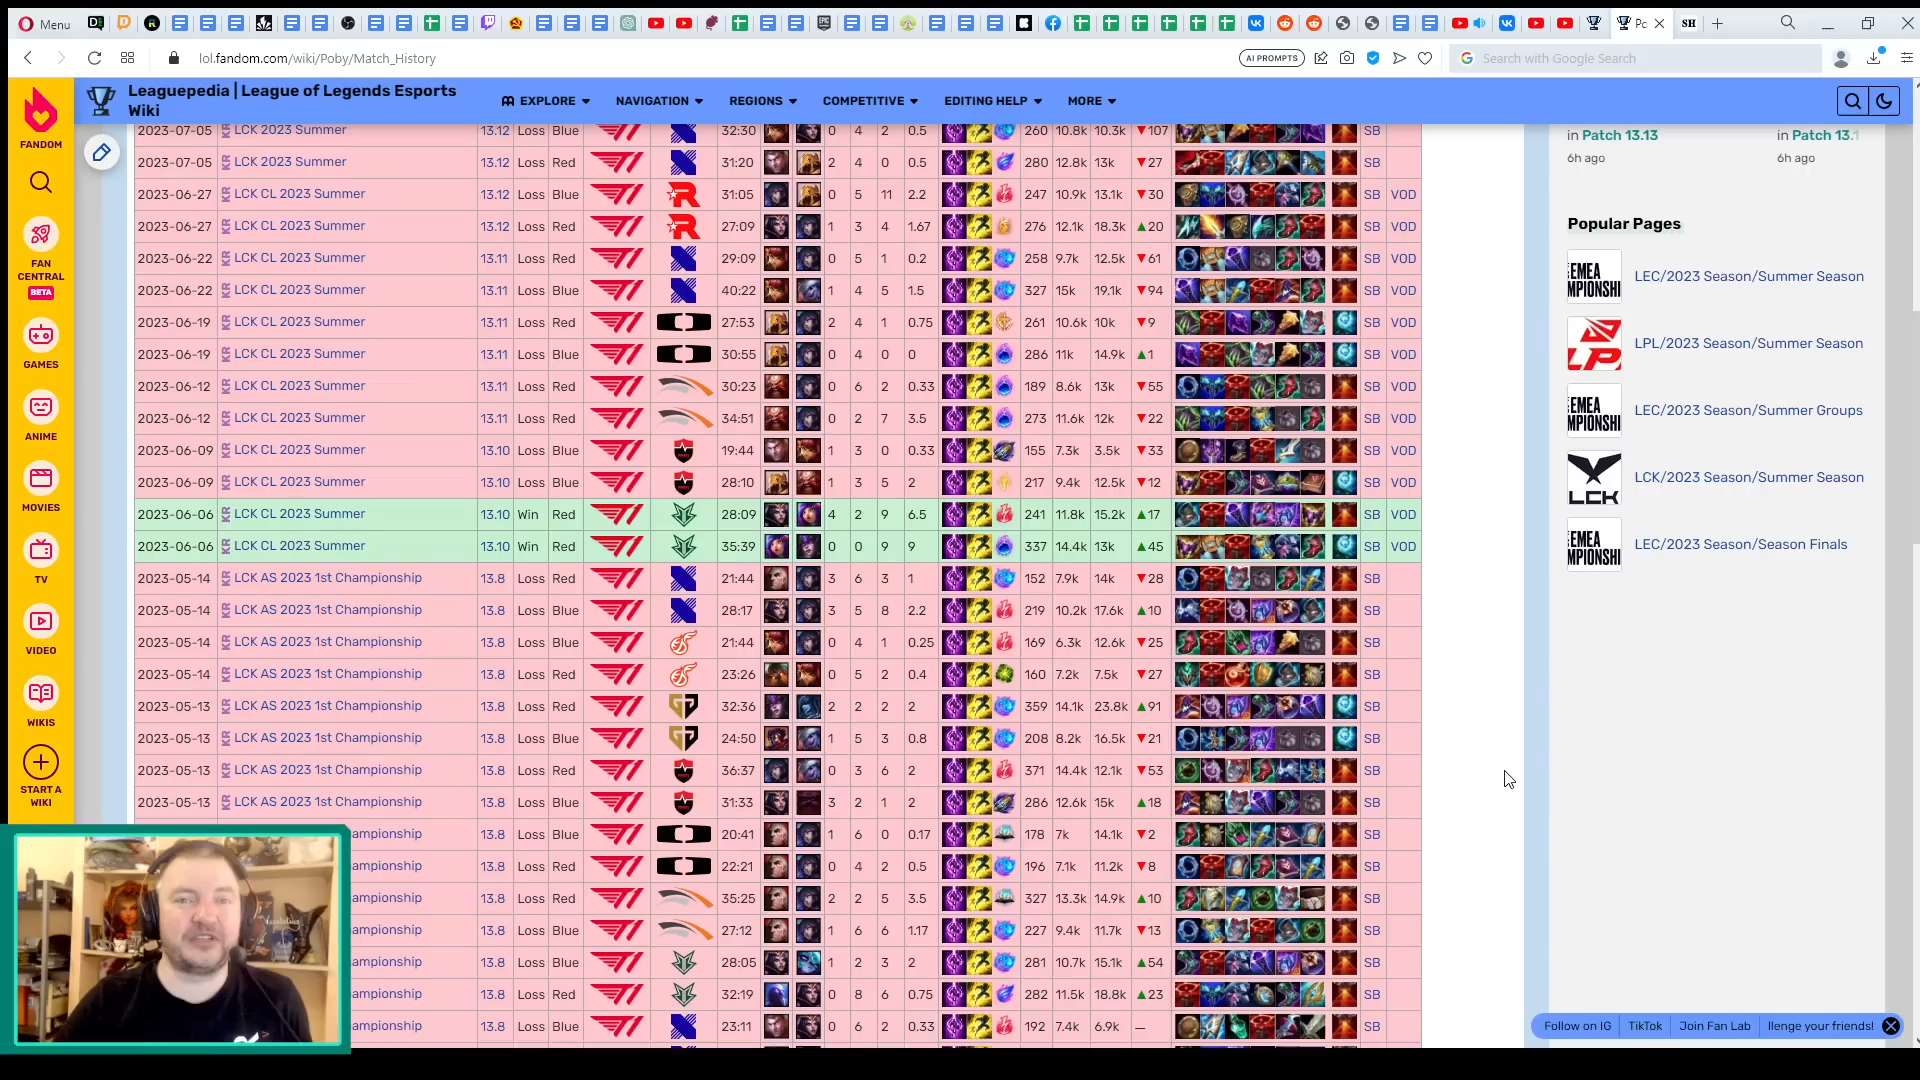 Menu
Pc
SH
lol.fandom.com/wiki/Poby/Match_History
AI PROMPTS
Search with Google Search
Leaguepedia | League of Legends Esports Wiki
EXPLORE NAVIGATION REGIONS COMPETITIVE EDITING HELP MORE
FANDOM
FAN CENTRAL
BETA
GAMES
ANIME
MOVIES
TV
VIDEO
WIKIS
START A WIKI
2023-07-05 LCK 2023 Summer 13.12 Loss Blue 32:30 0 4 2 0.5 260 10.8k 10.3k ▼107 SB
2023-07-05 LCK 2023 Summer 13.12 Loss Red 31:20 2 4 0 0.5 280 12.8k 13k ▼27 SB
2023-06-27 LCK CL 2023 Summer 13.12 Loss Blue 31:05 0 5 11 2.2 247 10.9k 13.1k ▼30 SB VOD
2023-06-27 LCK CL 2023 Summer 13.12 Loss Red 27:09 1 3 4 1.67 276 12.1k 18.3k ▲20 SB VOD
2023-06-22 LCK CL 2023 Summer 13.11 Loss Red 29:09 0 5 1 0.2 258 9.7k 12.5k ▼61 SB VOD
2023-06-22 LCK CL 2023 Summer 13.11 Loss Blue 40:22 1 4 5 1.5 327 15k 19.1k ▼94 SB VOD
2023-06-19 LCK CL 2023 Summer 13.11 Loss Red 27:53 2 4 1 0.75 261 10.6k 10k ▼9 SB VOD
2023-06-19 LCK CL 2023 Summer 13.11 Loss Blue 30:55 0 4 0 0 286 11k 14.9k ▲1 SB VOD
2023-06-12 LCK CL 2023 Summer 13.11 Loss Red 30:23 0 6 2 0.33 189 8.6k 13k ▼55 SB VOD
2023-06-12 LCK CL 2023 Summer 13.11 Loss Red 34:51 0 2 7 3.5 273 11.6k 12k ▼22 SB VOD
2023-06-09 LCK CL 2023 Summer 13.10 Loss Blue 19:44 1 3 0 0.33 155 7.3k 3.5k ▼33 SB VOD
2023-06-09 LCK CL 2023 Summer 13.10 Loss Red 28:10 1 3 5 2 217 9.4k 12.5k ▼12 SB VOD
2023-06-06 LCK CL 2023 Summer 13.10 Win Red 28:09 4 2 9 6.5 241 11.8k 15.2k ▲17 SB VOD
2023-06-06 LCK CL 2023 Summer 13.10 Win Red 35:39 0 0 9 9 337 14.4k 13k ▲45 SB VOD
2023-05-14 LCK AS 2023 1st Championship 13.8 Loss Red 21:44 3 6 3 1 152 7.9k 14k ▼28 SB
2023-05-14 LCK AS 2023 1st Championship 13.8 Loss Blue 28:17 3 5 8 2.2 219 10.2k 17.6k ▲10 SB
2023-05-14 LCK AS 2023 1st Championship 13.8 Loss Blue 21:44 0 4 1 0.25 169 6.3k 12.6k ▼25 SB
2023-05-14 LCK AS 2023 1st Championship 13.8 Loss Red 23:26 0 5 2 0.4 160 7.2k 7.5k ▼27 SB
2023-05-13 LCK AS 2023 1st Championship 13.8 Loss Blue 32:36 2 2 2 2 359 14.1k 23.8k ▲91 SB
2023-05-13 LCK AS 2023 1st Championship 13.8 Loss Blue 24:50 1 5 3 0.8 208 8.2k 16.5k ▼21 SB
2023-05-13 LCK AS 2023 1st Championship 13.8 Loss Red 36:37 0 3 6 2 371 14.4k 12.1k ▼53 SB
2023-05-13 LCK AS 2023 1st Championship 13.8 Loss Blue 31:33 3 2 1 2 286 12.6k 15k ▲18 SB
ampionship 13.8 Loss Blue 20:41 1 6 0 0.17 178 7k 14.1k ▼2 SB
ampionship 13.8 Loss Red 22:21 0 4 2 0.5 196 7.1k 11.2k ▼8 SB
ampionship 13.8 Loss Red 35:25 2 2 5 3.5 327 13.3k 14.9k ▲10 SB
ampionship 13.8 Loss Blue 27:12 1 6 6 1.17 227 9.4k 11.7k ▼13 SB
ampionship 13.8 Loss Blue 28:05 1 2 3 2 281 10.7k 15.1k ▲54 SB
ampionship 13.8 Loss Red 32:19 0 8 6 0.75 282 11.5k 18.8k ▲23 SB
ampionship 13.8 Loss Blue 23:11 0 6 2 0.33 192 7.4k 6.9k — SB
in Patch 13.13
6h ago
in Patch 13.1
6h ago
Popular Pages
LEC/2023 Season/Summer Season
LPL/2023 Season/Summer Season
LEC/2023 Season/Summer Groups
LCK
LCK/2023 Season/Summer Season
LEC/2023 Season/Season Finals
Follow on IG TikTok Join Fan Lab llenge your friends!